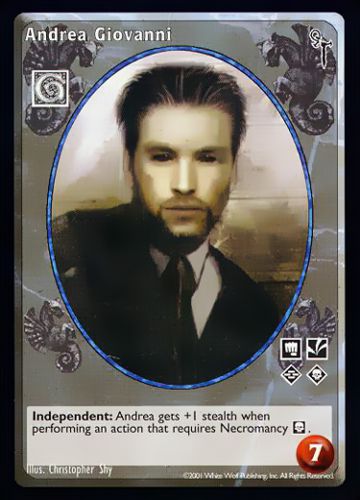 Andrea Giovanni
Independent: Andrea gets +1 stealth when
performing an action that requires Necromancy .
7
Illus: Christopher Shy
©2001 White Wolf Publishing, Inc. All Rights Reserved.